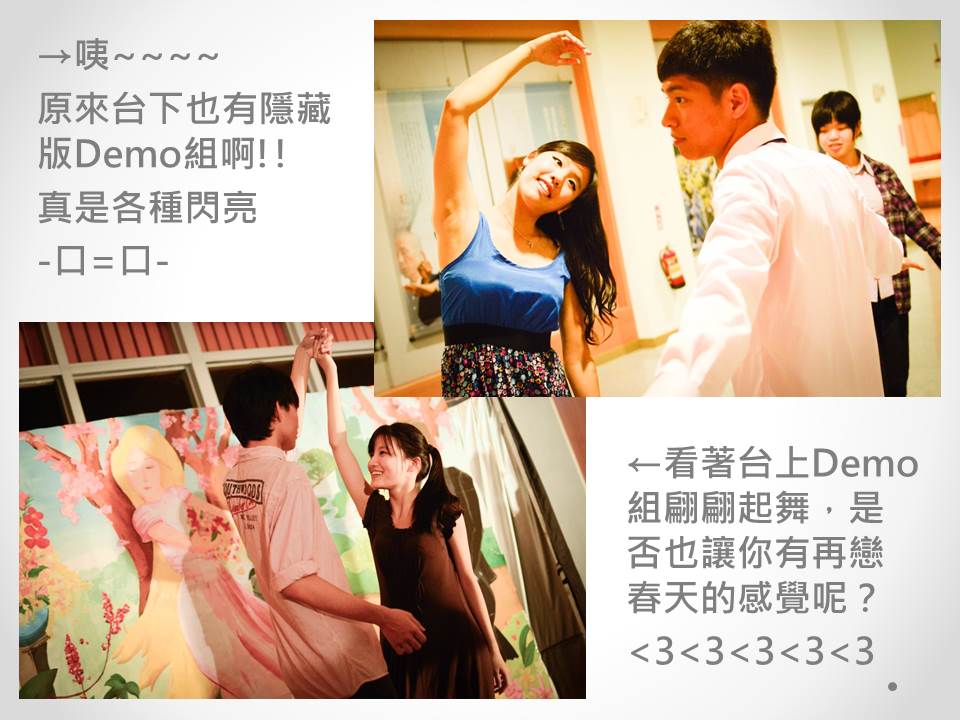 →咦~~~~
原來台下也有隱藏
版Demo組啊!!
真是各種閃亮
-口=口-
←看著台上Demo
組翩翩起舞，是
否也讓你有再戀
春天的感覺呢？
<3<3<3<3<3